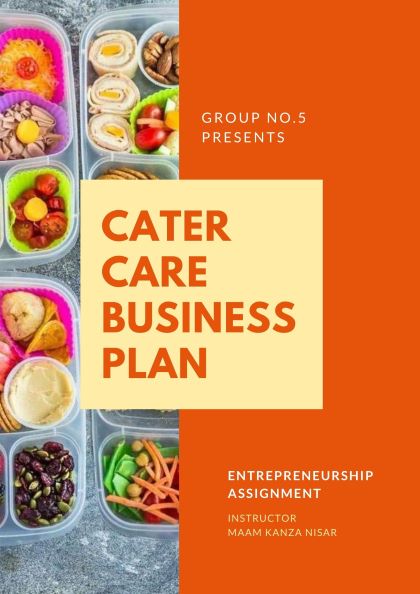 GROUP NO.5
PRESENTS
CATER
CARE
BUSINESS
PLAN
ENTREPRENEURSHIP
ASSIGNMENT
INSTRUCTOR
MAAM KANZA NISAR